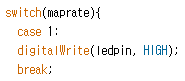 switch(maprate){
case 1:
digitalWrite(ledpin, HIGH);
break;